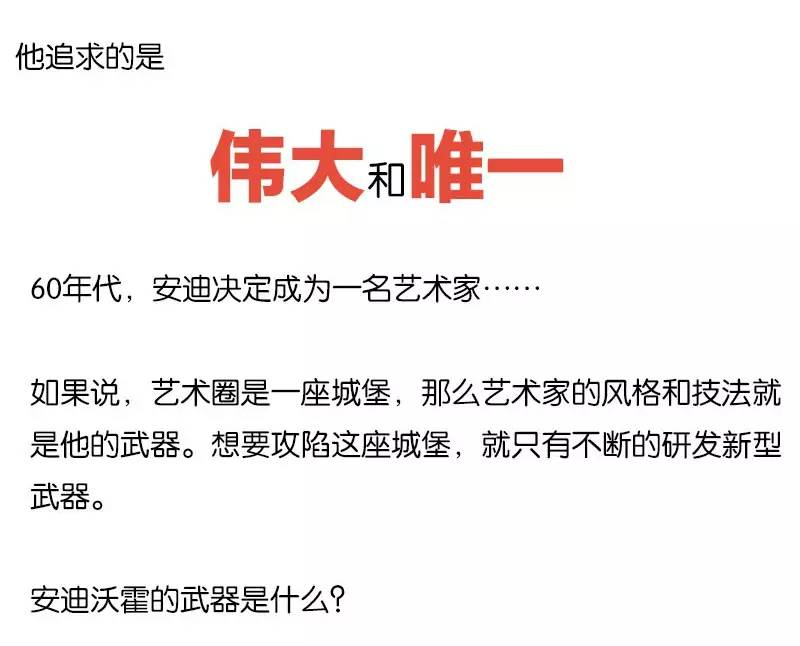 他追求的是
伟大和唯一
60年代，安迪决定成为一名艺术家……
如果说，艺术圈是一座城堡，那么艺术家的风格和技法就
是他的武器。想要攻陷这座城堡，就只有不断的研发新型
武器。
安迪沃霍的武器是什么?